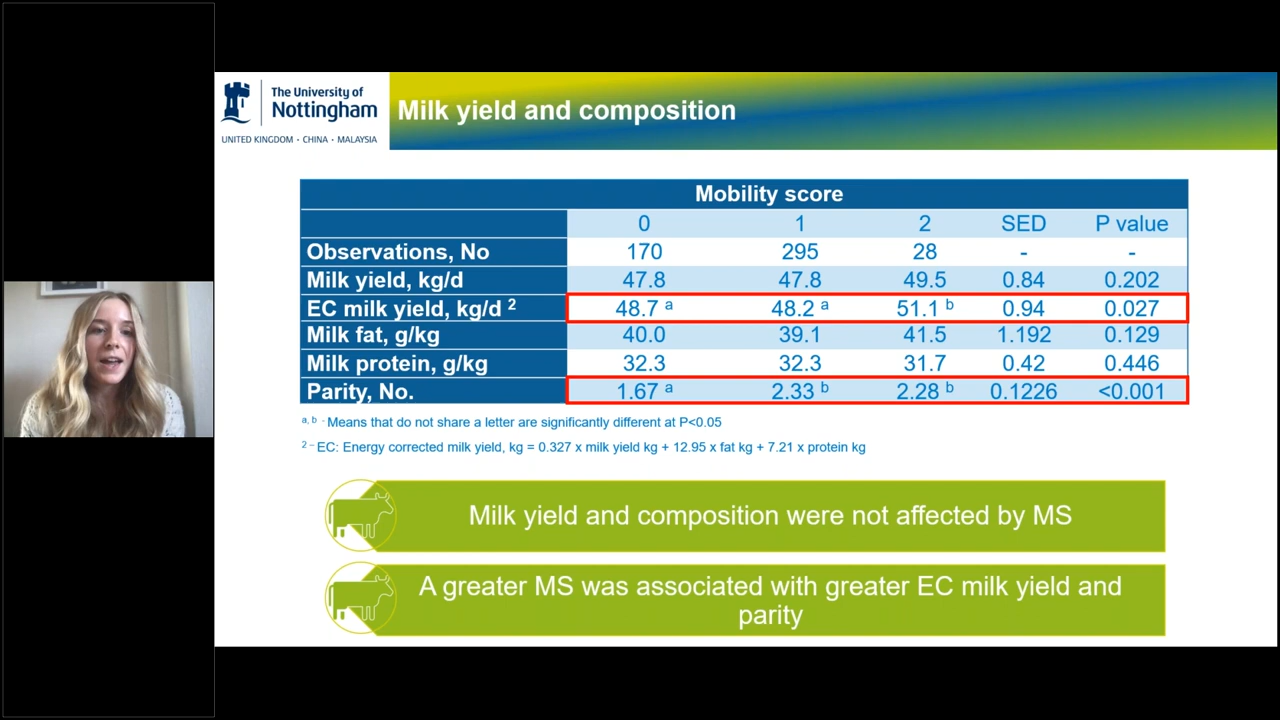 The University of
Nottingham
UNITED KINGDOM · CHINA · MALAYSIA
Milk yield and composition
Mobility score
0 1 2 SED P value
Observations, No 170 295 28 - -
Milk yield, kg/d 47.8 47.8 49.5 0.84 0.202
EC milk yield, kg/d ² 48.7 ᵃ 48.2 ᵃ 51.1 ᵇ 0.94 0.027
Milk fat, g/kg 40.0 39.1 41.5 1.192 0.129
Milk protein, g/kg 32.3 32.3 31.7 0.42 0.446
Parity, No. 1.67 ᵃ 2.33 ᵇ 2.28 ᵇ 0.1226 <0.001
ᵃ, ᵇ - Means that do not share a letter are significantly different at P<0.05
² – EC: Energy corrected milk yield, kg = 0.327 x milk yield kg + 12.95 x fat kg + 7.21 x protein kg
Milk yield and composition were not affected by MS
A greater MS was associated with greater EC milk yield and
parity